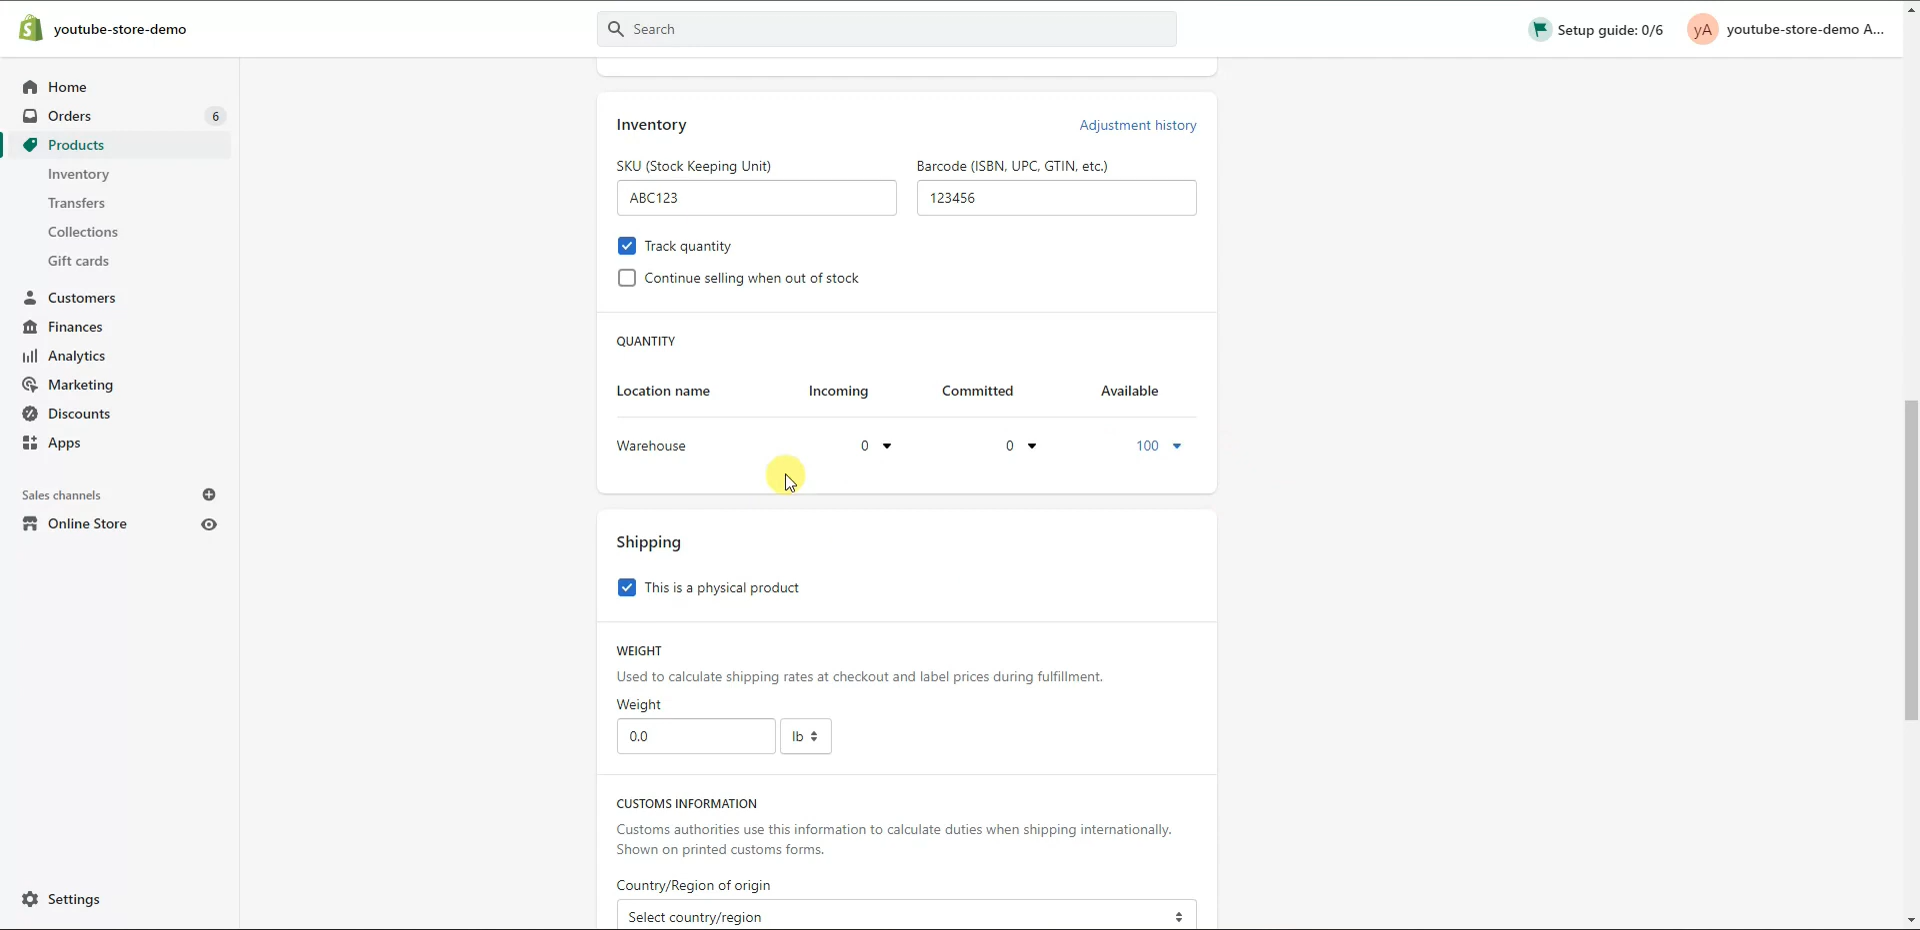 youtube-store-demo
Search
Setup guide: 0/6
yA
youtube-store-demo A...
Home
Orders
6
Products
Inventory
Transfers
Collections
Gift cards
Customers
Finances
Analytics
Marketing
Discounts
Apps
Sales channels
Online Store
Settings
Inventory
Adjustment history
SKU (Stock Keeping Unit)
Barcode (ISBN, UPC, GTIN, etc.)
ABC123
123456
Track quantity
Continue selling when out of stock
QUANTITY
Location name Incoming Committed Available
Warehouse 0 0 100
Shipping
This is a physical product
WEIGHT
Used to calculate shipping rates at checkout and label prices during fulfillment.
Weight
0.0
lb
CUSTOMS INFORMATION
Customs authorities use this information to calculate duties when shipping internationally.
Shown on printed customs forms.
Country/Region of origin
Select country/region